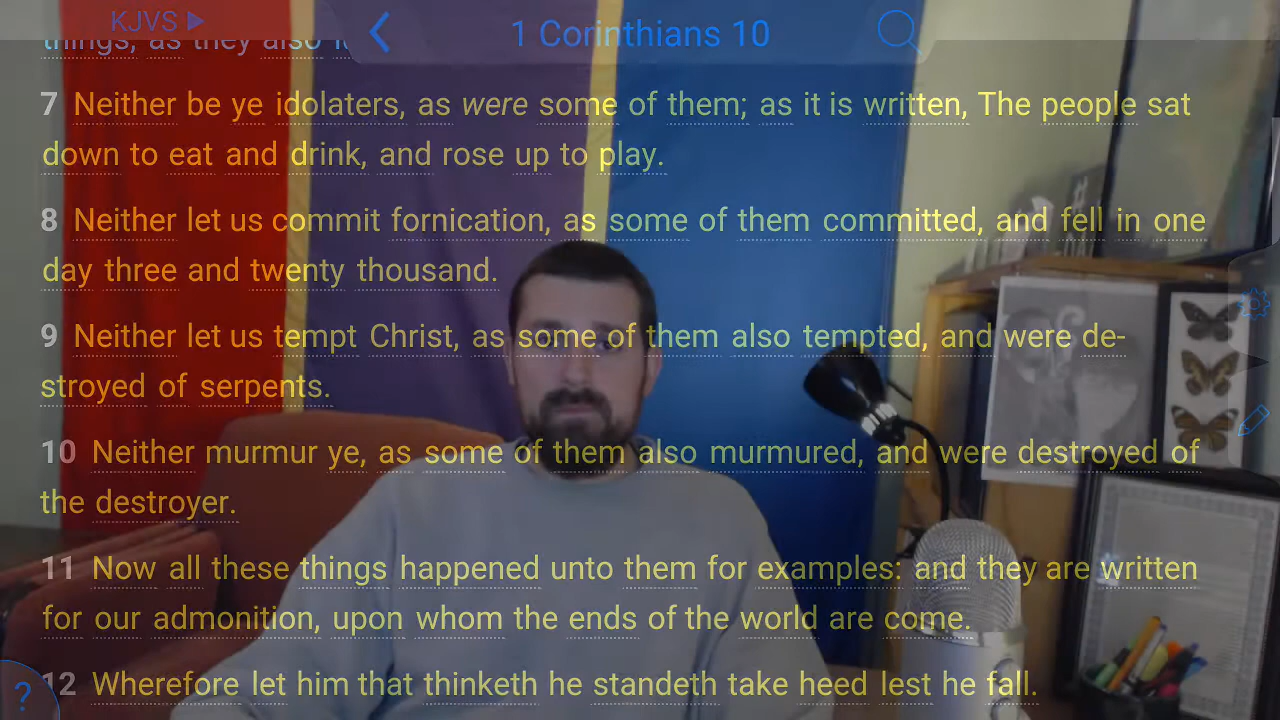 KJVS ▶
1 Corinthians 10
things, as they also
7 Neither be ye idolaters, as were some of them; as it is written, The people sat
down to eat and drink, and rose up to play.
8 Neither let us commit fornication, as some of them committed, and fell in one
day three and twenty thousand.
9 Neither let us tempt Christ, as some of them also tempted, and were de-
stroyed of serpents.
10 Neither murmur ye, as some of them also murmured, and were destroyed of
the destroyer.
11 Now all these things happened unto them for examples: and they are written
for our admonition, upon whom the ends of the world are come.
12 Wherefore let him that thinketh he standeth take heed lest he fall.
?